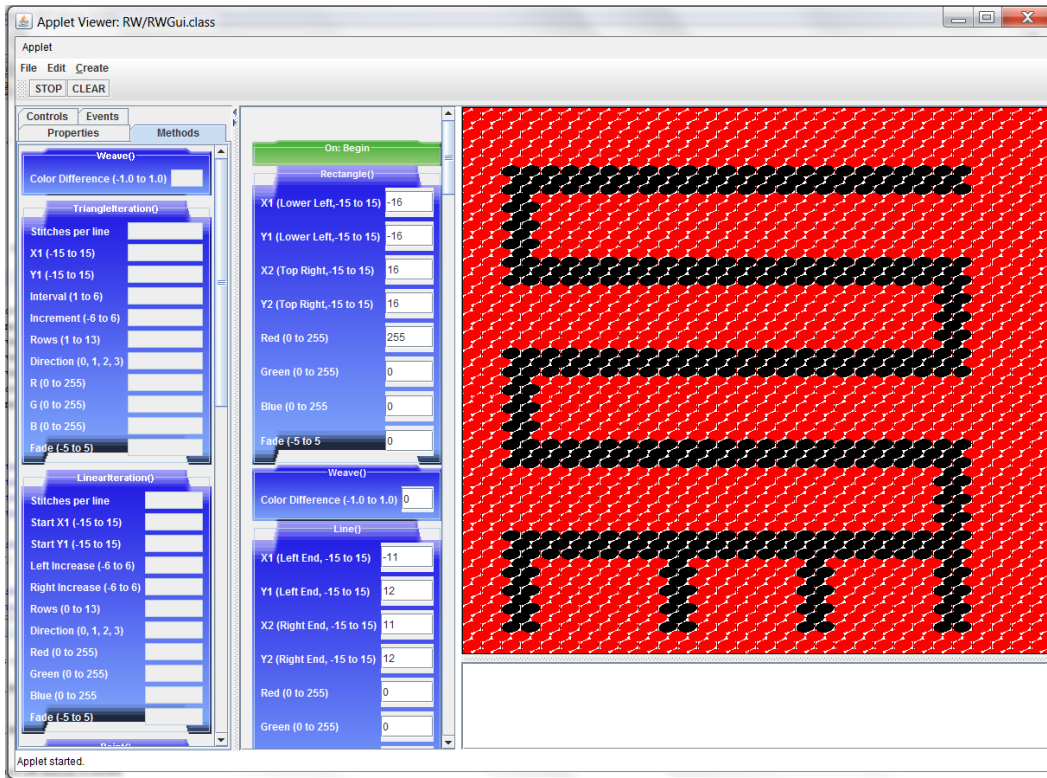 Applet Viewer: RW/RWGui.class
Applet
File Edit Create
STOP CLEAR
Controls Events
Properties Methods
Weave()
Color Difference (-1.0 to 1.0)
TriangleIteration()
Stitches per line
X1 (-15 to 15)
Y1 (-15 to 15)
Interval (1 to 6)
Increment (-6 to 6)
Rows (1 to 13)
Direction (0, 1, 2, 3)
R (0 to 255)
G (0 to 255)
B (0 to 255)
Fade (-5 to 5)
LinearIteration()
Stitches per line
Start X1 (-15 to 15)
Start Y1 (-15 to 15)
Left Increase (-6 to 6)
Right Increase (-6 to 6)
Rows (0 to 13)
Direction (0, 1, 2, 3)
Red (0 to 255)
Green (0 to 255)
Blue (0 to 255
Fade (-5 to 5)
Point()
On: Begin
Rectangle()
X1 (Lower Left,-15 to 15) -16
Y1 (Lower Left,-15 to 15) -16
X2 (Top Right,-15 to 15) 16
Y2 (Top Right,-15 to 15) 16
Red (0 to 255) 255
Green (0 to 255) 0
Blue (0 to 255 0
Fade (-5 to 5 0
Weave()
Color Difference (-1.0 to 1.0) 0
Line()
X1 (Left End, -15 to 15) -11
Y1 (Left End, -15 to 15) 12
X2 (Right End, -15 to 15) 11
Y2 (Right End, -15 to 15) 12
Red (0 to 255) 0
Green (0 to 255) 0
Applet started.